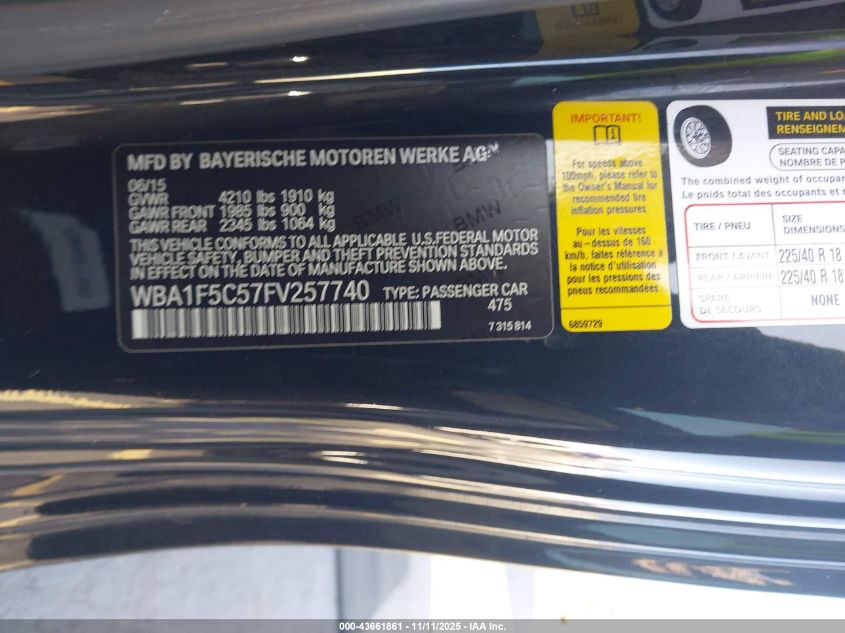 MFD BY BAYERISCHE MOTOREN WERKE AG
06/15
GVWR 4210 lbs 1910 kg
GAWR FRONT 1985 lbs 900 kg
GAWR REAR 2345 lbs 1064 kg
THIS VEHICLE CONFORMS TO ALL APPLICABLE U.S.FEDERAL MOTOR
VEHICLE SAFETY, BUMPER AND THEFT PREVENTION STANDARDS
IN EFFECT ON THE DATE OF MANUFACTURE SHOWN ABOVE.
WBA1F5C57FV257740 TYPE: PASSENGER CAR
475
7 315 814
BMW
IMPORTANT!
For speeds above
100mph, please refer to
the Owner's Manual for
recommended tire
inflation pressures.
Pour les vitesses
au – dessus de 160
km/h, faites référence à
la notice d'utilisation
pour obtenir les
pressions de gonflage
recommandées.
6859729
TIRE AND LOA
RENSEIGNEM
SEATING CAPA
NOMBRE DE P
The combined weight of occupa
Le poids total des occupants et
TIRE / PNEU
SIZE
DIMENSIONS
FRONT / AVANT 225/40 R 18
REAR / ARRIÈRE 225/40 R 18
SPARE
DE SECOURS
NONE
000-43661861 - 11/11/2025 - IAA Inc.